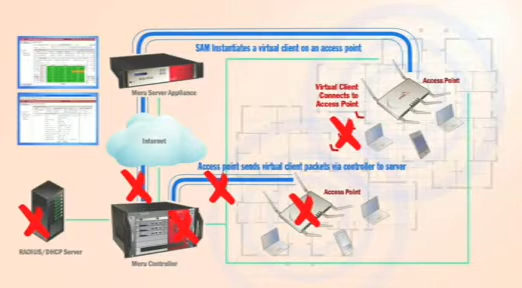 SAM Instantiates a virtual client on an access point
Access Point
Virtual Client
Connects to
Access Point
Meru Server Appliance
Internet
Access point sends virtual client packets via controller to server
Access Point
RADIUS/DHCP Server
Meru Controller